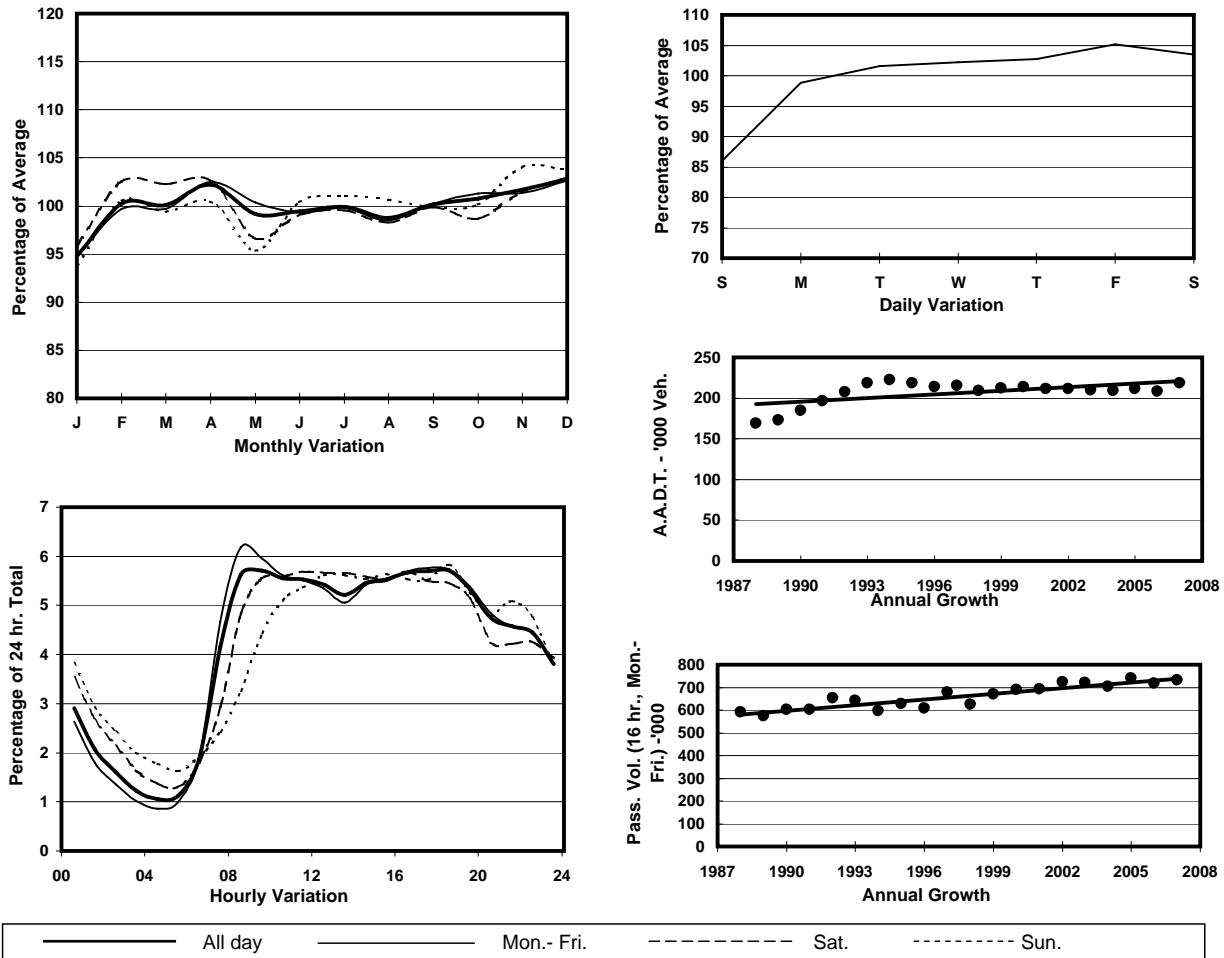 120
115
110
105
100
95
90
85
80
Percentage of Average
J F M A M J J A S O N D
Monthly Variation
110
105
100
95
90
85
80
75
70
Percentage of Average
S M T W T F S
Daily Variation
250
200
150
100
50
0
A.A.D.T. - '000 Veh.
1987 1990 1993 1996 1999 2002 2005 2008
Annual Growth
7
6
5
4
3
2
1
0
Percentage of 24 hr. Total
00 04 08 12 16 20 24
Hourly Variation
800
700
600
500
400
300
200
100
0
Pass. Vol. (16 hr., Mon.-
Fri.) -'000
1987 1990 1993 1996 1999 2002 2005 2008
Annual Growth
All day Mon.- Fri. Sat. Sun.